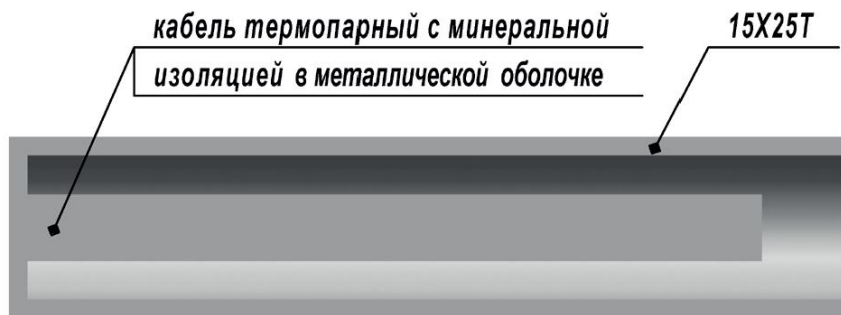 кабель термопарный с минеральной
изоляцией в металлической оболочке
15Х25Т